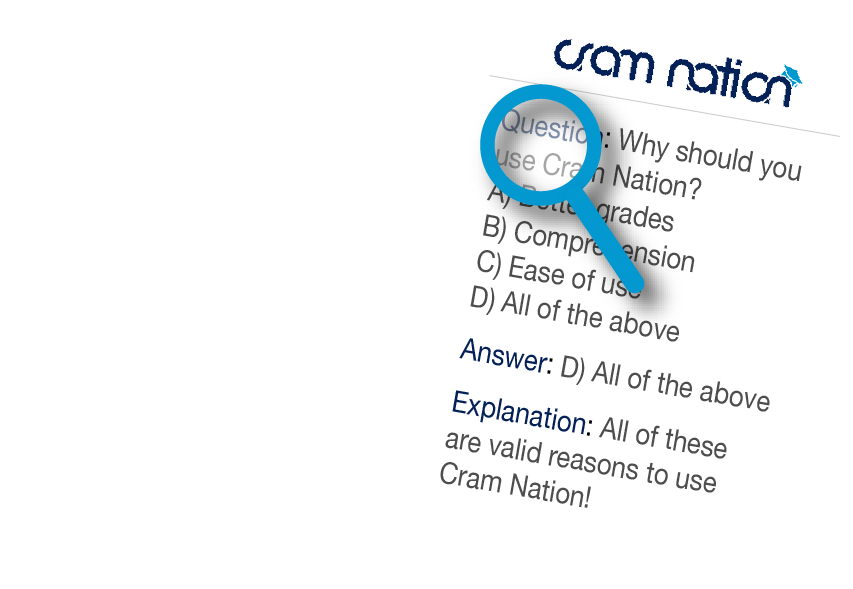 cram nation
Question: Why should you
use Cram Nation?
A) Better grades
B) Comprehension
C) Ease of use
D) All of the above
Answer: D) All of the above
Explanation: All of these
are valid reasons to use
Cram Nation!